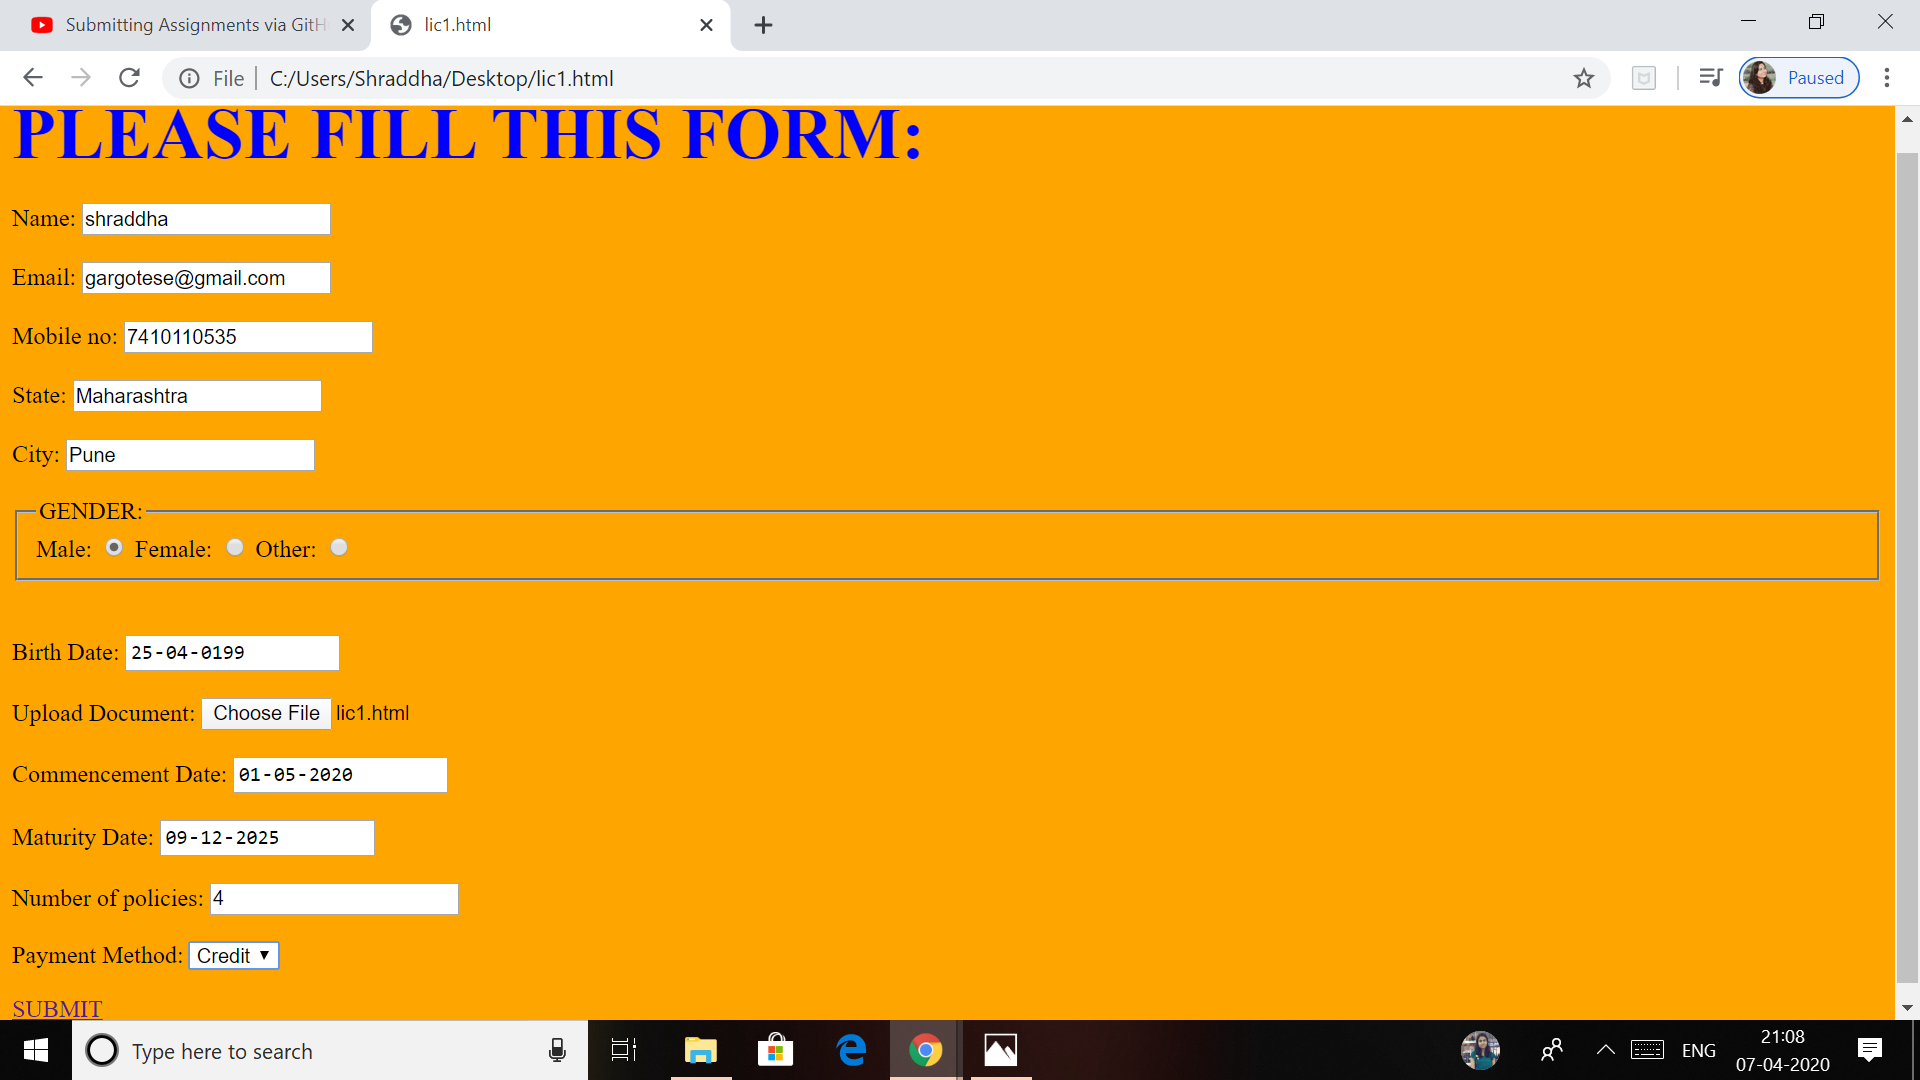 Submitting Assignments via GitH
lic1.html
File C:/Users/Shraddha/Desktop/lic1.html
Paused
PLEASE FILL THIS FORM:
Name: shraddha
Email: gargotese@gmail.com
Mobile no: 7410110535
State: Maharashtra
City: Pune
GENDER:
Male: Female: Other:
Birth Date: 25-04-0199
Upload Document: Choose File lic1.html
Commencement Date: 01-05-2020
Maturity Date: 09-12-2025
Number of policies: 4
Payment Method: Credit
SUBMIT
Type here to search
ENG
21:08
07-04-2020